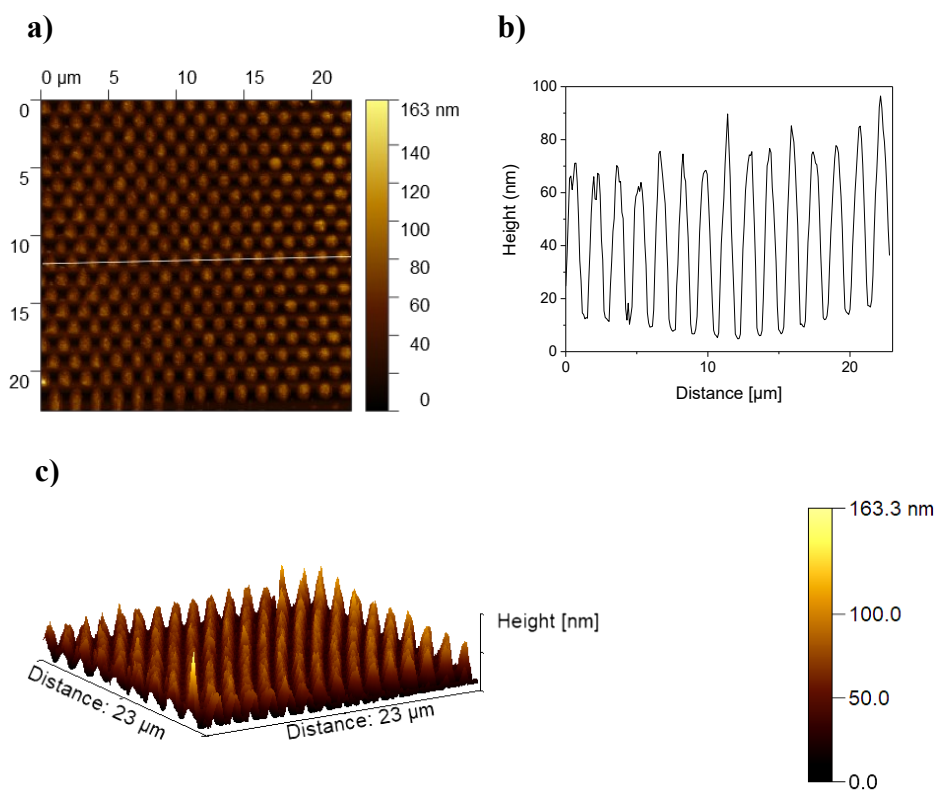 a)
0 µm 5 10 15 20
0
5
10
15
20
163 nm
140
120
100
80
60
40
0
b)
100
80
60
40
20
0
Height (nm)
0 10 20
Distance [µm]
c)
Distance: 23 µm
Distance: 23 µm
Height [nm]
163.3 nm
100.0
50.0
0.0